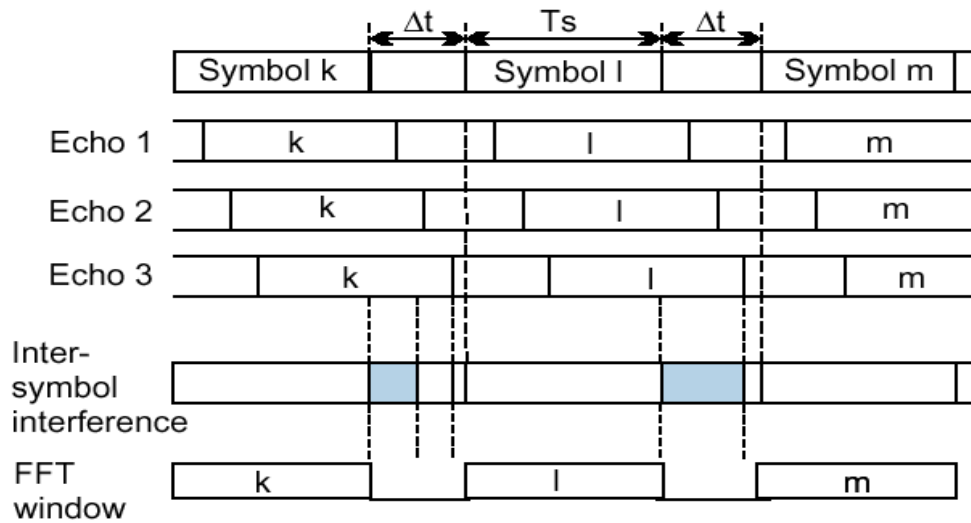 Δt Ts Δt
Symbol k Symbol l Symbol m
Echo 1 k l m
Echo 2 k l m
Echo 3 k l m
Inter-
symbol
interference
FFT
window
k l m